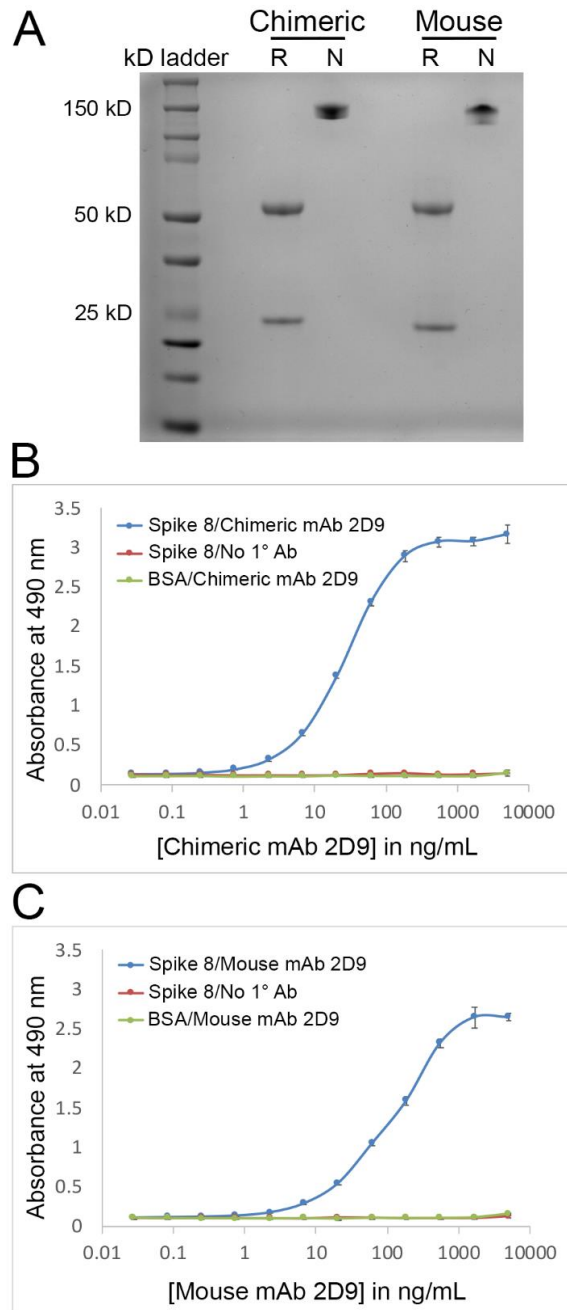 A
Chimeric Mouse
kD ladder R N R N
150 kD
50 kD
25 kD
B
3.5
3
2.5
2
1.5
1
0.5
0
Absorbance at 490 nm
Spike 8/Chimeric mAb 2D9
Spike 8/No 1° Ab
BSA/Chimeric mAb 2D9
0.01 0.1 1 10 100 1000 10000
[Chimeric mAb 2D9] in ng/mL
C
3.5
3
2.5
2
1.5
1
0.5
0
Absorbance at 490 nm
Spike 8/Mouse mAb 2D9
Spike 8/No 1° Ab
BSA/Mouse mAb 2D9
0.01 0.1 1 10 100 1000 10000
[Mouse mAb 2D9] in ng/mL